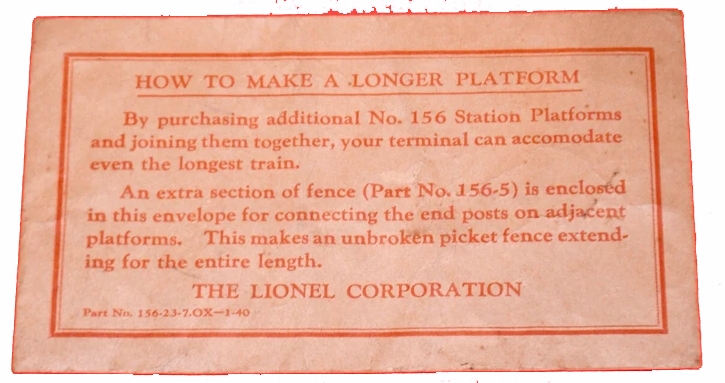 HOW TO MAKE A LONGER PLATFORM
By purchasing additional No. 156 Station Platforms
and joining them together, your terminal can accomodate
even the longest train.
An extra section of fence (Part No. 156-5) is enclosed
in this envelope for connecting the end posts on adjacent
platforms. This makes an unbroken picket fence extend-
ing for the entire length.
THE LIONEL CORPORATION
Part No. 156-23-7.OX—1-40